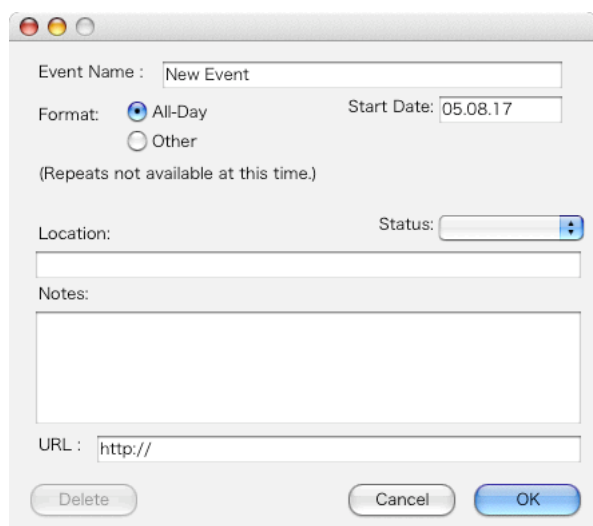 Event Name : New Event
Format: All-Day Start Date: 05.08.17
Other
(Repeats not available at this time.)
Location: Status:
Notes:
URL : http://
Delete Cancel OK